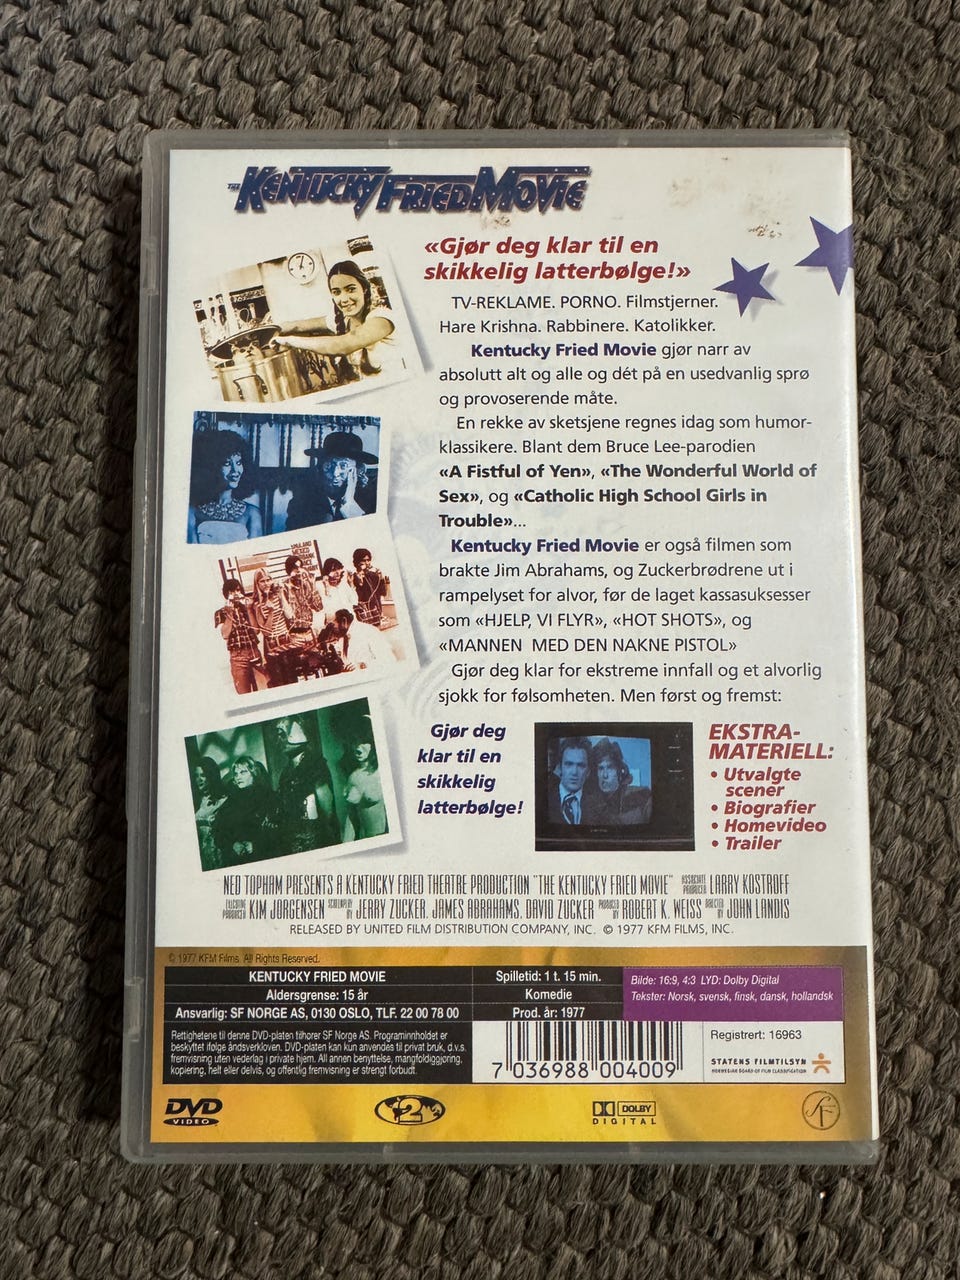 THE KENTUCKY FRIED MOVIE
«Gjør deg klar til en
skikkelig latterbølge!»
TV-REKLAME. PORNO. Filmstjerner.
Hare Krishna. Rabbinere. Katolikker.
Kentucky Fried Movie gjør narr av
absolutt alt og alle og dét på en usedvanlig sprø
og provoserende måte.
En rekke av sketsjene regnes idag som humor-
klassikere. Blant dem Bruce Lee-parodien
«A Fistful of Yen», «The Wonderful World of
Sex», og «Catholic High School Girls in
Trouble»...
Kentucky Fried Movie er også filmen som
brakte Jim Abrahams, og Zuckerbrødrene ut i
rampelyset for alvor, før de laget kassasuksesser
som «HJELP, VI FLYR», «HOT SHOTS», og
«MANNEN MED DEN NAKNE PISTOL»
Gjør deg klar for ekstreme innfall og et alvorlig
sjokk for følsomheten. Men først og fremst:
Gjør deg
klar til en
skikkelig
latterbølge!
EKSTRA-
MATERIELL:
• Utvalgte
scener
• Biografier
• Homevideo
• Trailer
NED TOPHAM PRESENTS A KENTUCKY FRIED THEATRE PRODUCTION "THE KENTUCKY FRIED MOVIE" ASSOCIATE PRODUCER LARRY KOSTROFF
EXECUTIVE PRODUCER KIM JORGENSEN SCREENPLAY BY JERRY ZUCKER, JAMES ABRAHAMS, DAVID ZUCKER PRODUCED BY ROBERT K. WEISS DIRECTED BY JOHN LANDIS
RELEASED BY UNITED FILM DISTRIBUTION COMPANY, INC. © 1977 KFM FILMS, INC.
© 1977 KFM Films. All Rights Reserved.
KENTUCKY FRIED MOVIE
Aldersgrense: 15 år
Ansvarlig: SF NORGE AS, 0130 OSLO, TLF. 22 00 78 00
Spilletid: 1 t. 15 min.
Komedie
Prod. år: 1977
Bilde: 16:9, 4:3 LYD: Dolby Digital
Tekster: Norsk, svensk, finsk, dansk, hollandsk
Rettighetene til denne DVD-platen tilhører SF Norge AS. Programinnholdet er
beskyttet ifølge åndsverkloven. DVD-platen kan kun anvendes til privat bruk, d.v.s.
fremvisning uten vederlag i private hjem. All annen benyttelse, mangfoldiggjøring,
kopiering, helt eller delvis, og offentlig fremvisning er strengt forbudt.
7 036988 004009
Registrert: 16963
STATENS FILMTILSYN
NORWEGIAN BOARD OF FILM CLASSIFICATION
DVD
VIDEO
2
DOLBY
DIGITAL
SF